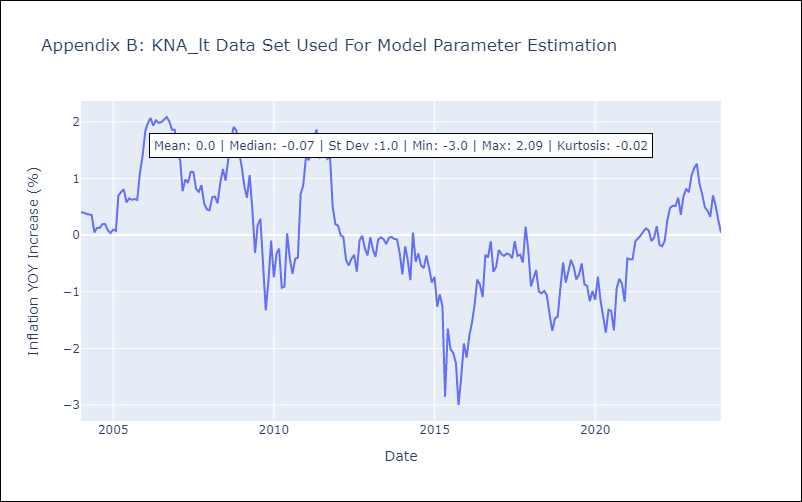 Appendix B: KNA_lt Data Set Used For Model Parameter Estimation
Mean: 0.0 | Median: -0.07 | St Dev :1.0 | Min: -3.0 | Max: 2.09 | Kurtosis: -0.02
Inflation YOY Increase (%)
2
1
0
−1
−2
−3
2005
2010
2015
2020
Date